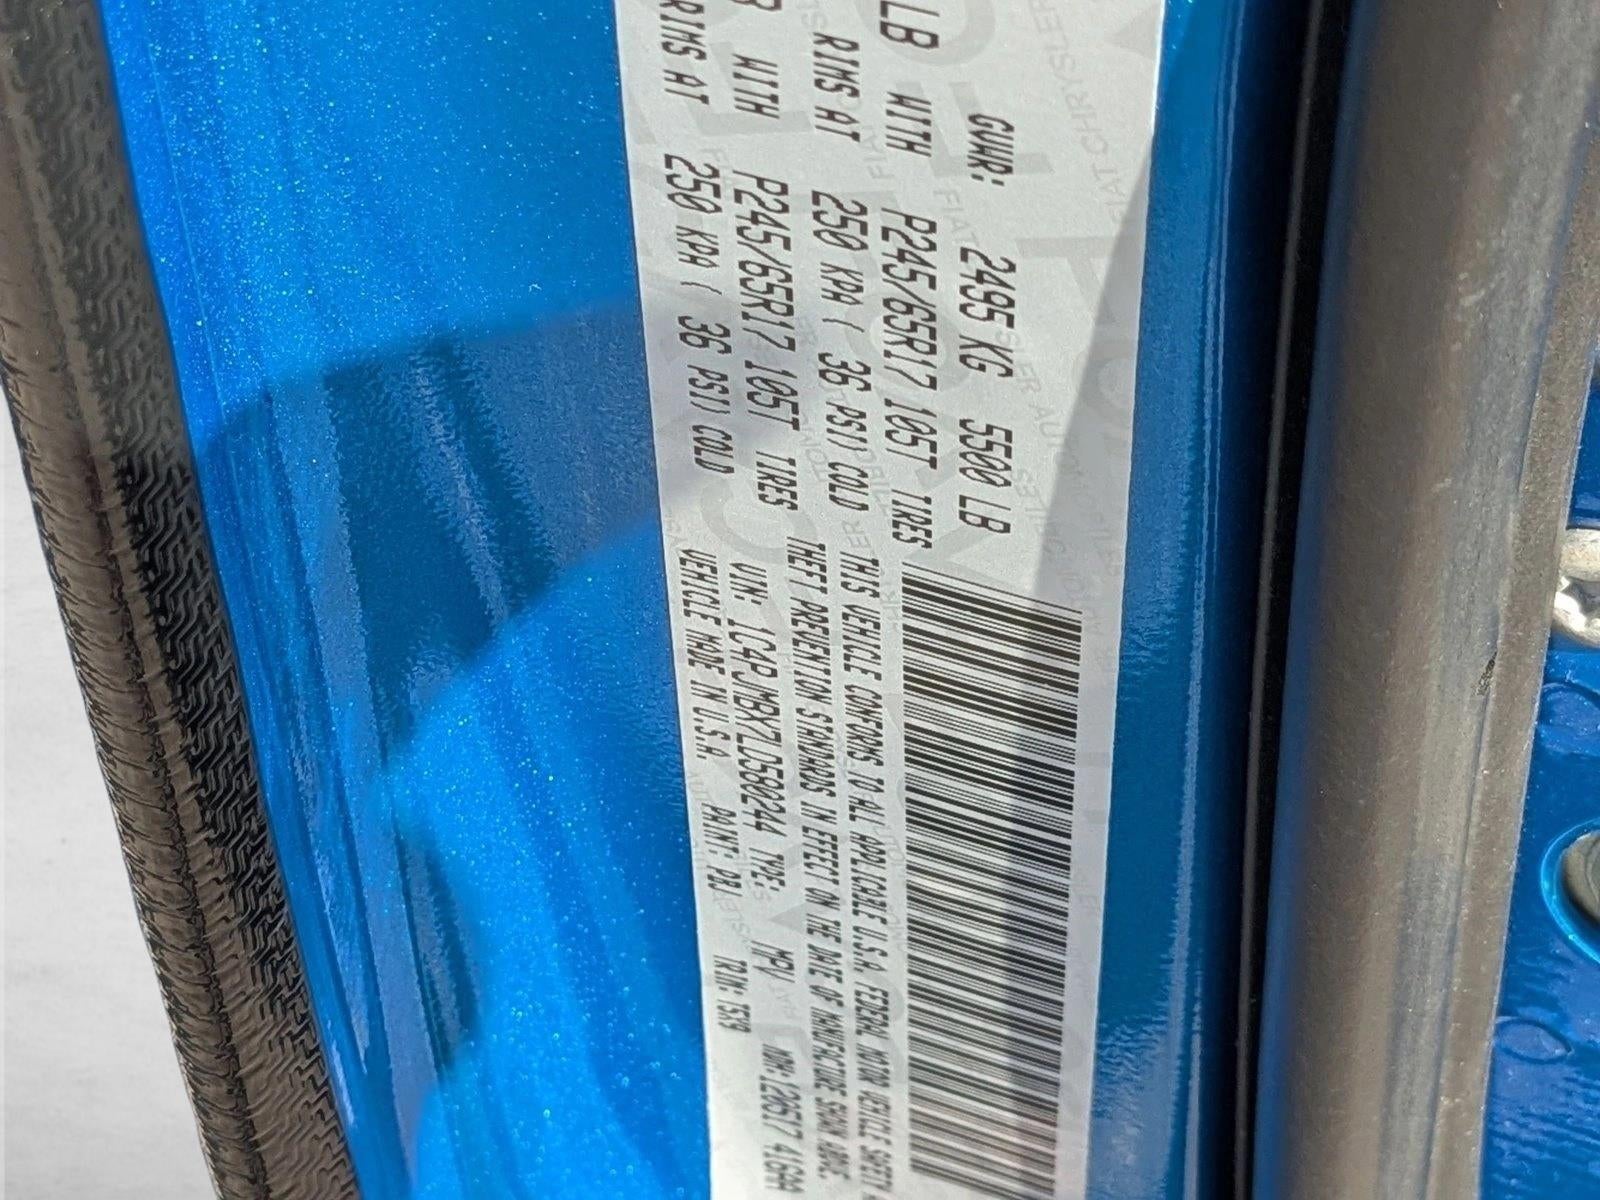 GVWR: 2495 KG 5500 LB
LB WITH P245/65R17 105T TIRES
RIMS AT 250 KPA ( 36 PSI) COLD
WITH P245/65R17 105T TIRES
RIMS AT 250 KPA ( 36 PSI) COLD
THIS VEHICLE CONFORMS TO ALL APPLICABLE U.S.A. FEDERAL MOTOR VEHICLE SAFETY
THEFT PREVENTION STANDARDS IN EFFECT ON THE DATE OF MANUFACTURE SHOWN ABOVE.
VIN: 1C4PJMBX7LD580244 TYPE: MPV MDH: 120517 41GA
VEHICLE MADE IN U.S.A. PAINT: PBJ TRIM: TSX9